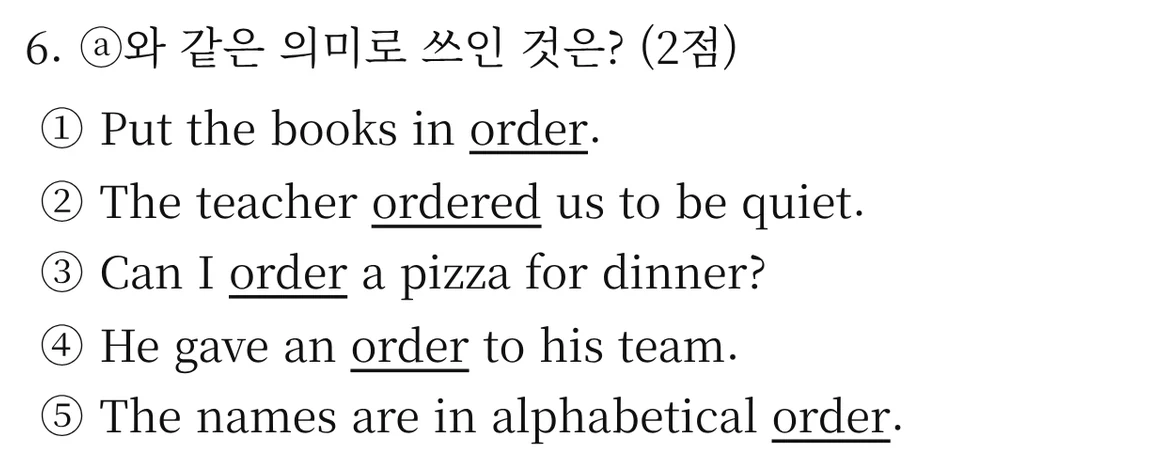 6. ⓐ와 같은 의미로 쓰인 것은? (2점)
① Put the books in order.
② The teacher ordered us to be quiet.
③ Can I order a pizza for dinner?
④ He gave an order to his team.
⑤ The names are in alphabetical order.